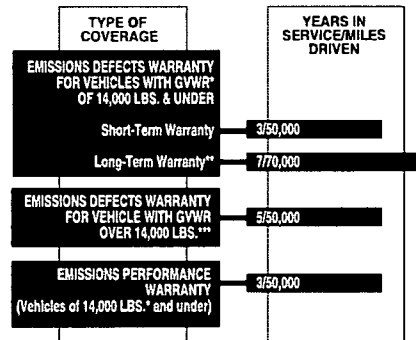 TYPE OF
COVERAGE
YEARS IN
SERVICE/MILES
DRIVEN
EMISSIONS DEFECTS WARRANTY
FOR VEHICLES WITH GVWR*
OF 14,000 LBS. & UNDER
Short-Term Warranty
3/50,000
Long-Term Warranty**
7/70,000
EMISSIONS DEFECTS WARRANTY
FOR VEHICLE WITH GVWR
OVER 14,000 LBS.***
5/50,000
EMISSIONS PERFORMANCE
WARRANTY
(Vehicles of 14,000 LBS.* and under)
3/50,000